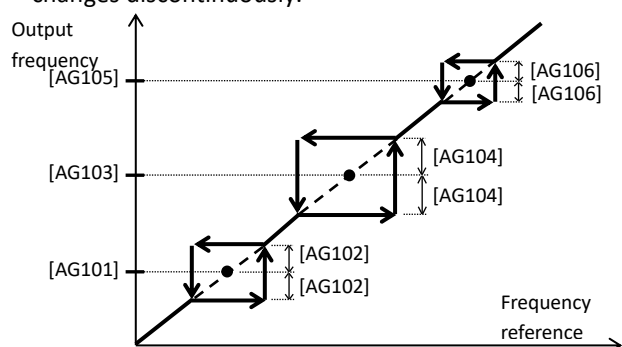 changes discontinuously.
Output
frequency
[AG105]
[AG106]
[AG106]
[AG103]
[AG104]
[AG104]
[AG101]
[AG102]
[AG102]
Frequency
reference